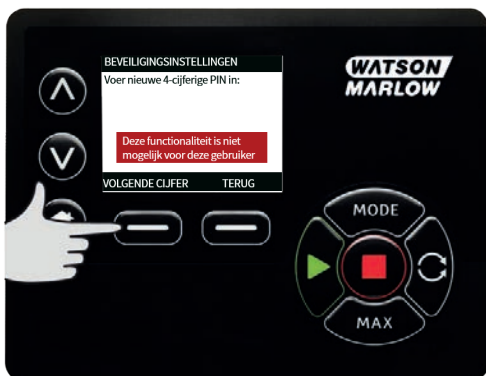 BEVEILIGINGSINSTELLINGEN
Voer nieuwe 4-cijferige PIN in:
Deze functionaliteit is niet
mogelijk voor deze gebruiker
VOLGENDE CIJFER TERUG
WATSON
MARLOW
MODE
MAX